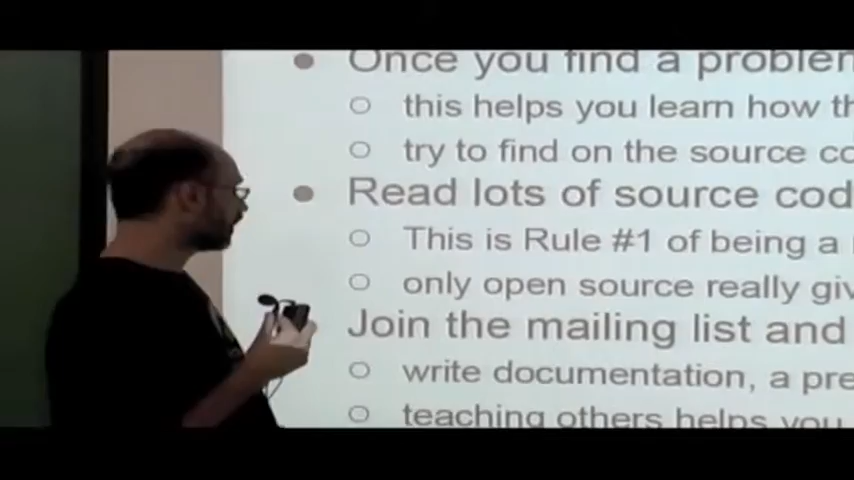 Once you find a problem
this helps you learn how th
try to find on the source co
Read lots of source cod
This is Rule #1 of being a
only open source really giv
Join the mailing list and
write documentation, a pre
teaching others helps you